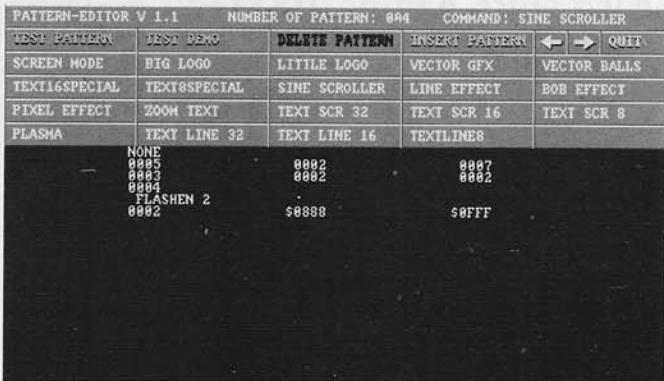 PATTERN-EDITOR V 1.1 NUMBER OF PATTERN: 004 COMMAND: SINE SCROLLER
TEST PATTERN TEST DEMO DELETE PATTERN INSERT PATTERN QUIT
SCREEN MODE BIG LOGO LITTLE LOGO VECTOR GFX VECTOR BALLS
TEXT16SPECIAL TEXT8SPECIAL SINE SCROLLER LINE EFFECT BOB EFFECT
PIXEL EFFECT ZOOM TEXT TEXT SCR 32 TEXT SCR 16 TEXT SCR 8
PLASMA TEXT LINE 32 TEXT LINE 16 TEXTLINE8
NONE
0005 0002 0007
0003 0002 0002
0004
FLASHEN 2
0002 $0888 $0FFF